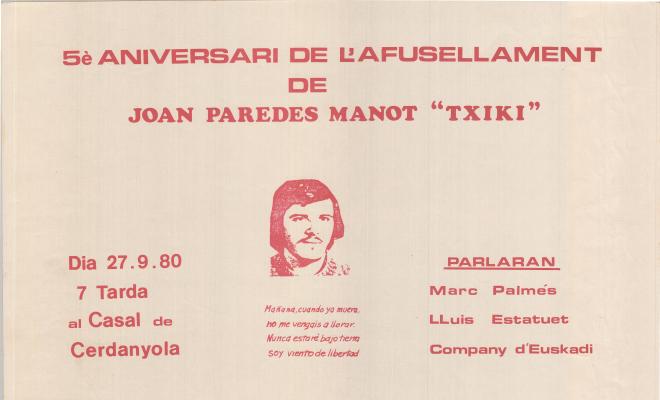 5è ANIVERSARI DE L'AFUSELLAMENT
DE
JOAN PAREDES MANOT "TXIKI"
Dia 27.9.80
7 Tarda
al Casal de
Cerdanyola
Mañana, cuando yo muera,
no me vengais a llorar.
Nunca estaré bajo tierra
soy viento de libertad
PARLARAN
Marc Palmés
LLuis Estatuet
Company d'Euskadi